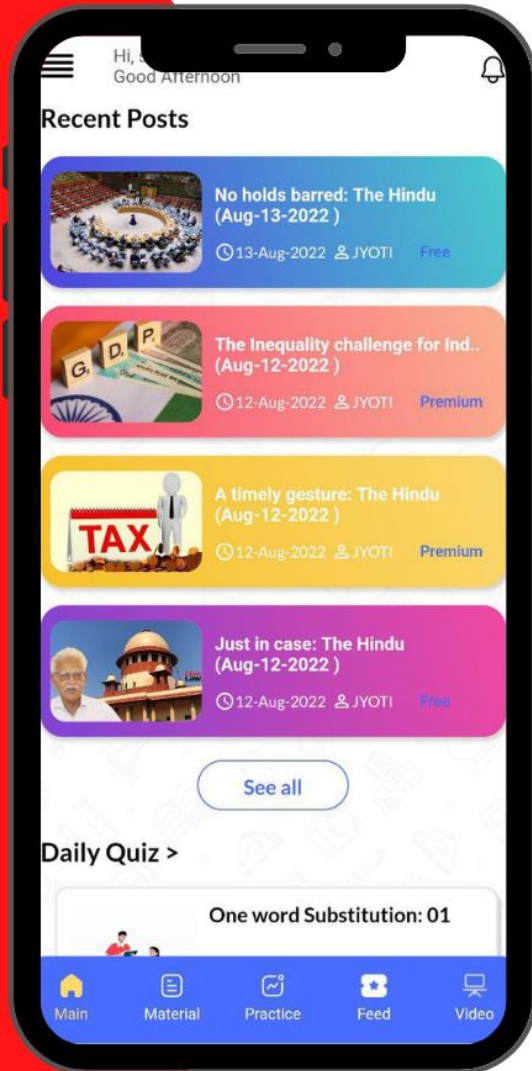 Hi,
Good Afternoon
Recent Posts
No holds barred: The Hindu
(Aug-13-2022 )
13-Aug-2022 JYOTI Free
G D P
The Inequality challenge for Ind..
(Aug-12-2022 )
12-Aug-2022 JYOTI Premium
TAX
A timely gesture: The Hindu
(Aug-12-2022 )
12-Aug-2022 JYOTI Premium
Just in case: The Hindu
(Aug-12-2022 )
12-Aug-2022 JYOTI Free
See all
Daily Quiz >
One word Substitution: 01
Main Material Practice Feed Video